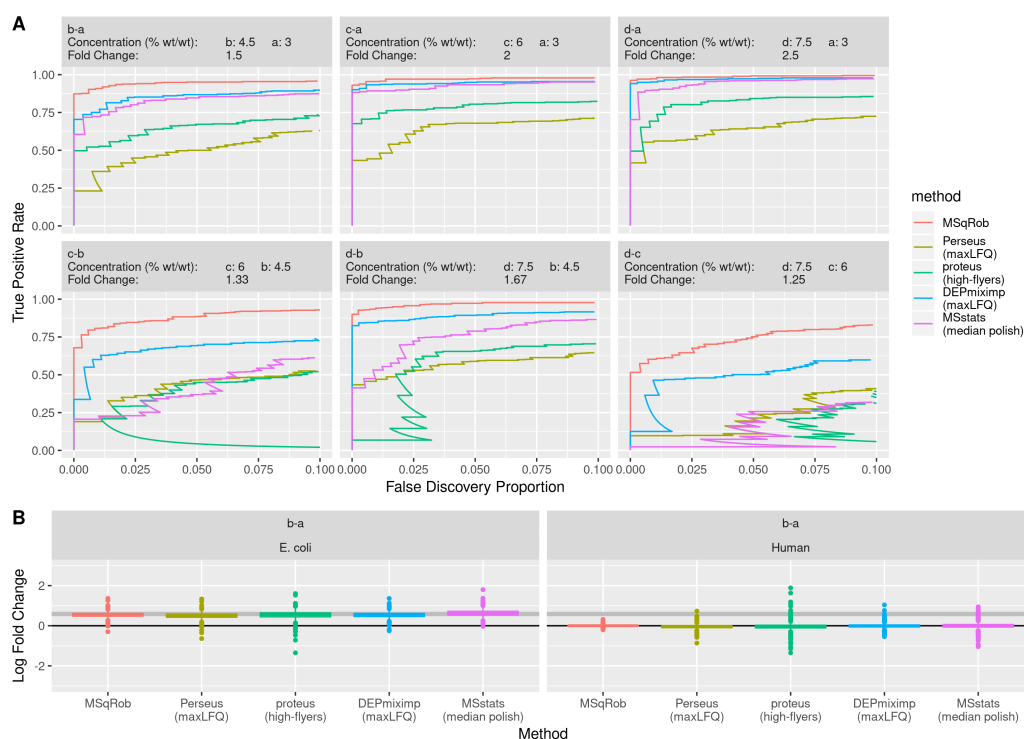 A
b-a
Concentration (% wt/wt): b: 4.5 a: 3
Fold Change: 1.5
c-a
Concentration (% wt/wt): c: 6 a: 3
Fold Change: 2
d-a
Concentration (% wt/wt): d: 7.5 a: 3
Fold Change: 2.5
1.00
0.75
0.50
0.25
0.00
c-b
Concentration (% wt/wt): c: 6 b: 4.5
Fold Change: 1.33
d-b
Concentration (% wt/wt): d: 7.5 b: 4.5
Fold Change: 1.67
d-c
Concentration (% wt/wt): d: 7.5 c: 6
Fold Change: 1.25
1.00
0.75
0.50
0.25
0.00
True Positive Rate
0.000 0.025 0.050 0.075 0.100
0.000 0.025 0.050 0.075 0.100
0.000 0.025 0.050 0.075 0.100
False Discovery Proportion
method
MSqRob
Perseus
(maxLFQ)
proteus
(high-flyers)
DEPmiximp
(maxLFQ)
MSstats
(median polish)
B
b-a
E. coli
b-a
Human
2
0
-2
Log Fold Change
MSqRob
Perseus
(maxLFQ)
proteus
(high-flyers)
DEPmiximp
(maxLFQ)
MSstats
(median polish)
MSqRob
Perseus
(maxLFQ)
proteus
(high-flyers)
DEPmiximp
(maxLFQ)
MSstats
(median polish)
Method